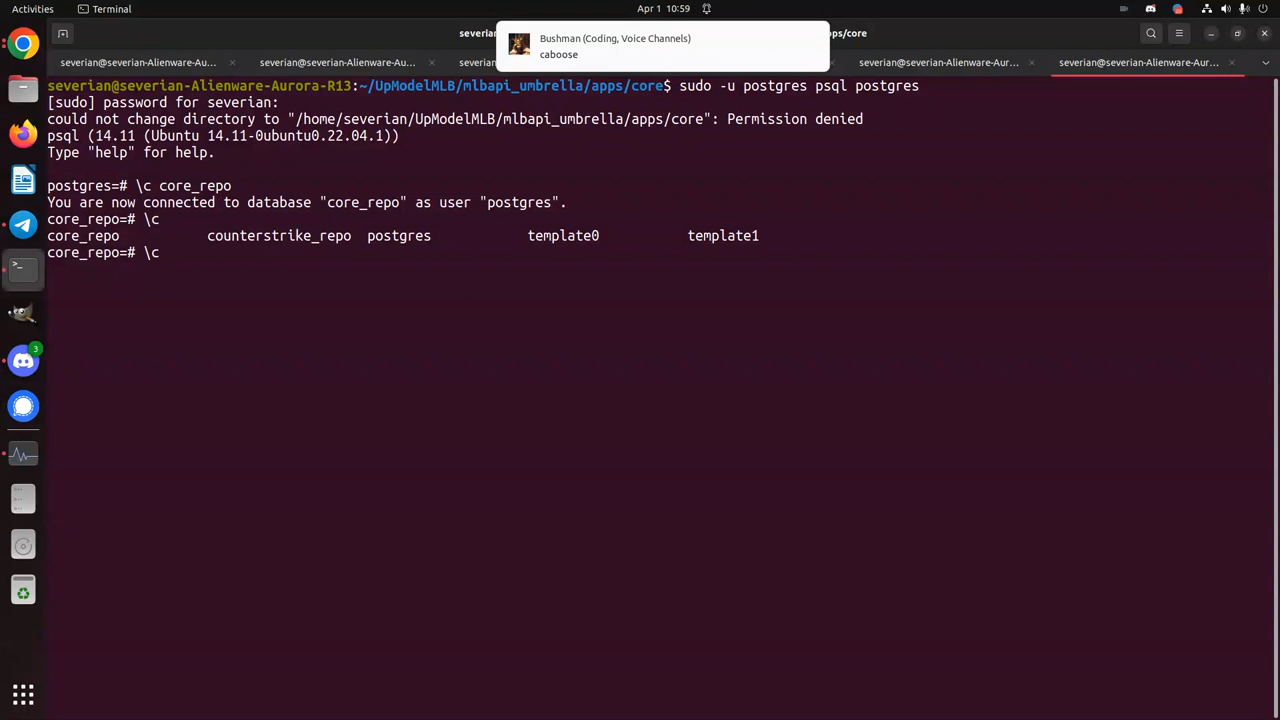 Activities
Terminal
Apr 1 10:59
severian
ps/core
Bushman (Coding, Voice Channels)
caboose
severian@severian-Alienware-Au...
severian@severian-Alienware-Au...
severian@severian-Alienware-Aur...
severian@severian-Alienware-Aur...
severian@severian-Alienware-Aurora-R13:~/UpModelMLB/mlbapi_umbrella/apps/core$ sudo -u postgres psql postgres
[sudo] password for severian:
could not change directory to "/home/severian/UpModelMLB/mlbapi_umbrella/apps/core": Permission denied
psql (14.11 (Ubuntu 14.11-0ubuntu0.22.04.1))
Type "help" for help.
postgres=# \c core_repo
You are now connected to database "core_repo" as user "postgres".
core_repo=# \c
core_repo counterstrike_repo postgres template0 template1
core_repo=# \c
3